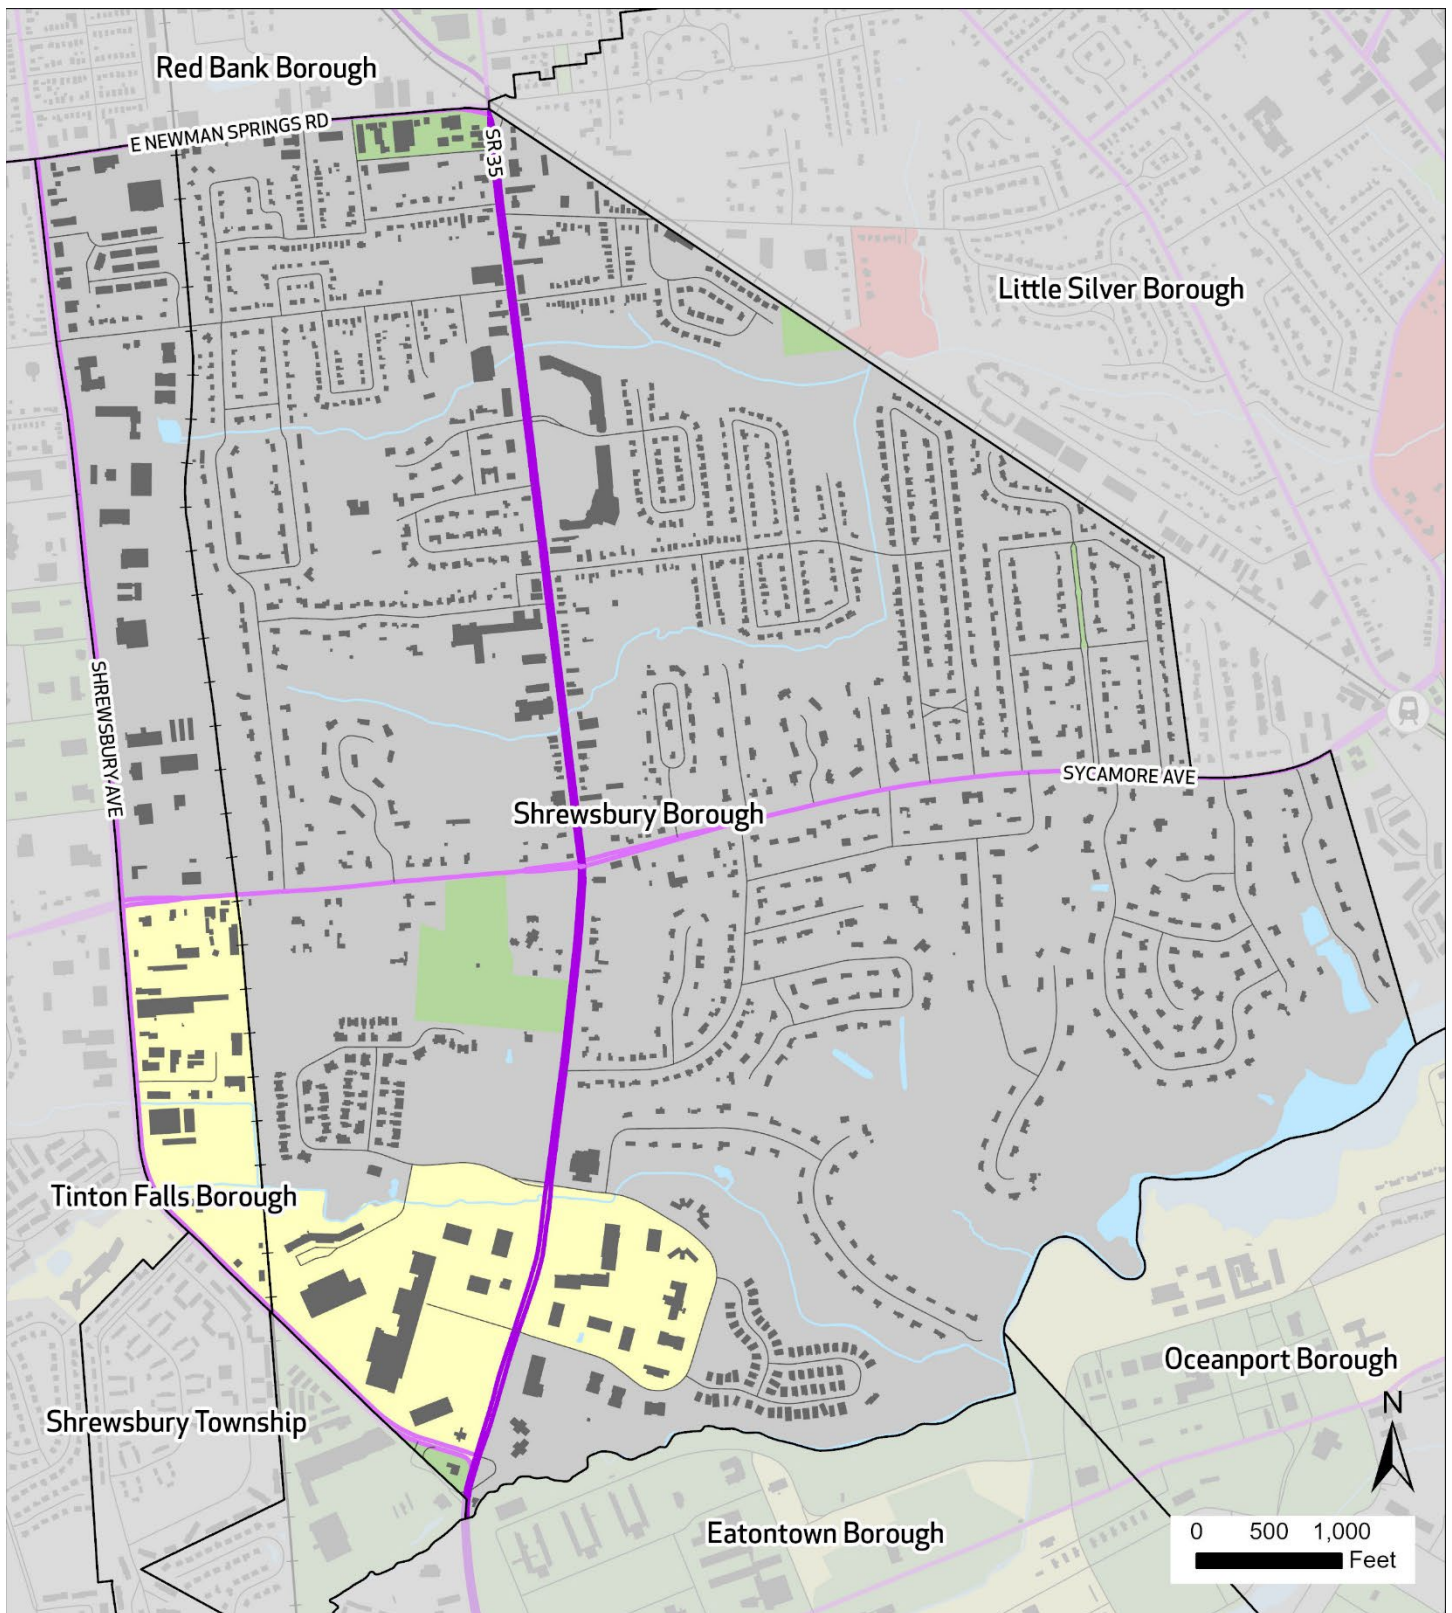 Red Bank Borough
E NEWMAN SPRINGS RD
SR 35
Little Silver Borough
SHREWSBURY AVE
SYCAMORE AVE
Shrewsbury Borough
Tinton Falls Borough
Oceanport Borough
Shrewsbury Township
N
Eatontown Borough
0 500 1,000
Feet